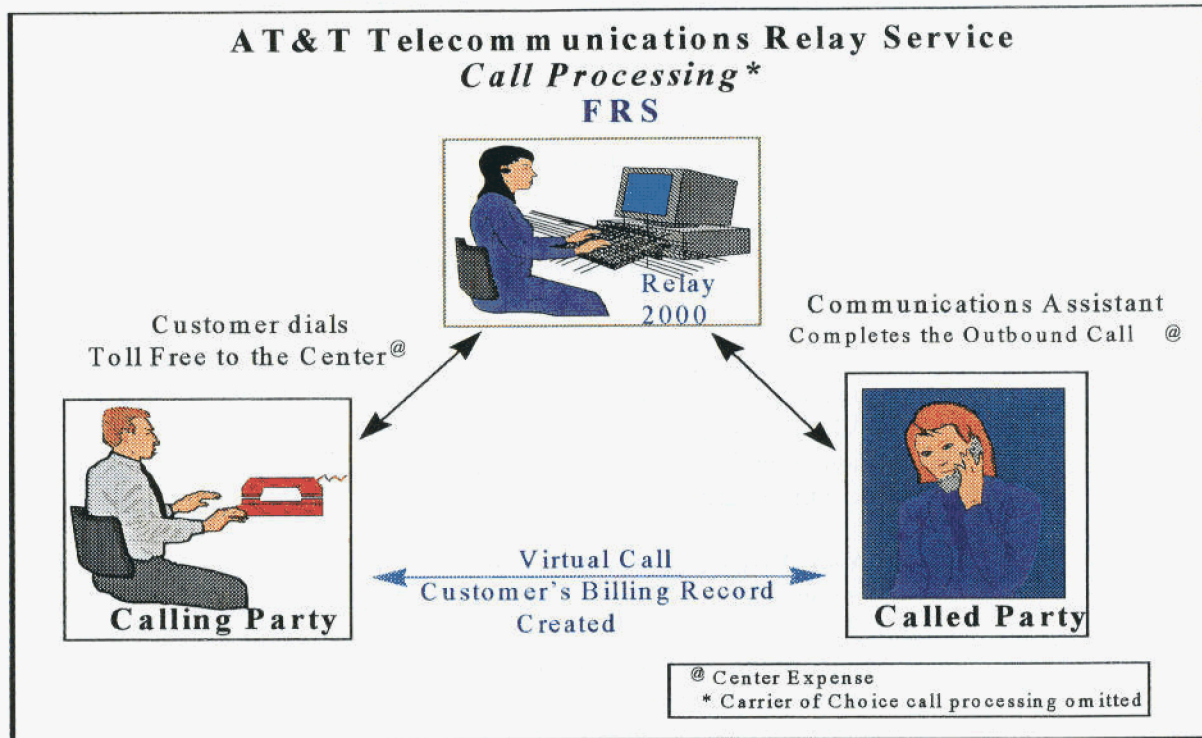 AT&T Telecommunications Relay Service
Call Processing*
FRS
Relay
2000
Customer dials
Toll Free to the Center@
Communications Assistant
Completes the Outbound Call @
Calling Party
Virtual Call
Customer's Billing Record
Created
Called Party
@ Center Expense
* Carrier of Choice call processing omitted